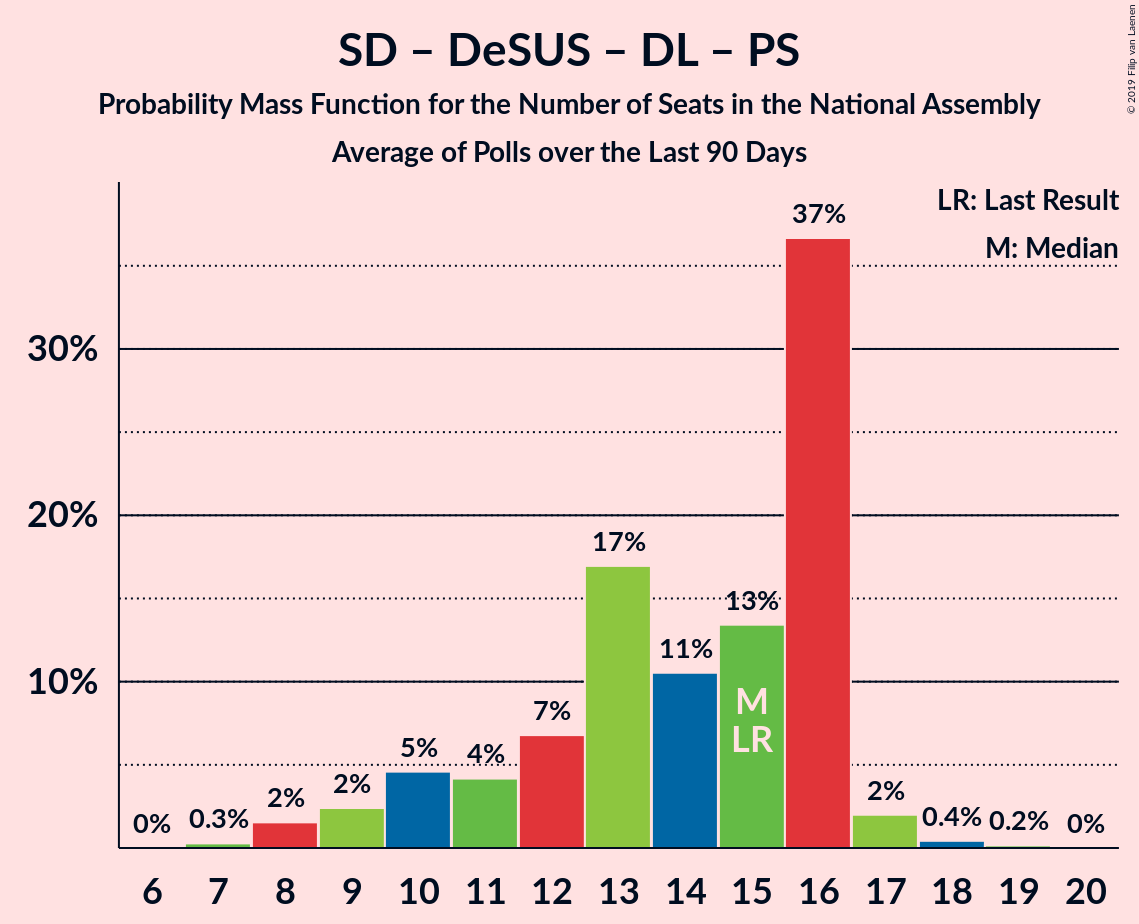 SD – DeSUS – DL – PS
Probability Mass Function for the Number of Seats in the National Assembly
Average of Polls over the Last 90 Days
© 2019 Filip van Laenen
LR: Last Result
M: Median
37%
30%
20%
17%
13%
11%
10%
7%
5%
4%
2%
2%
2%
0.3%
0%
0.4%
0.2%
0%
M
LR
6 7 8 9 10 11 12 13 14 15 16 17 18 19 20